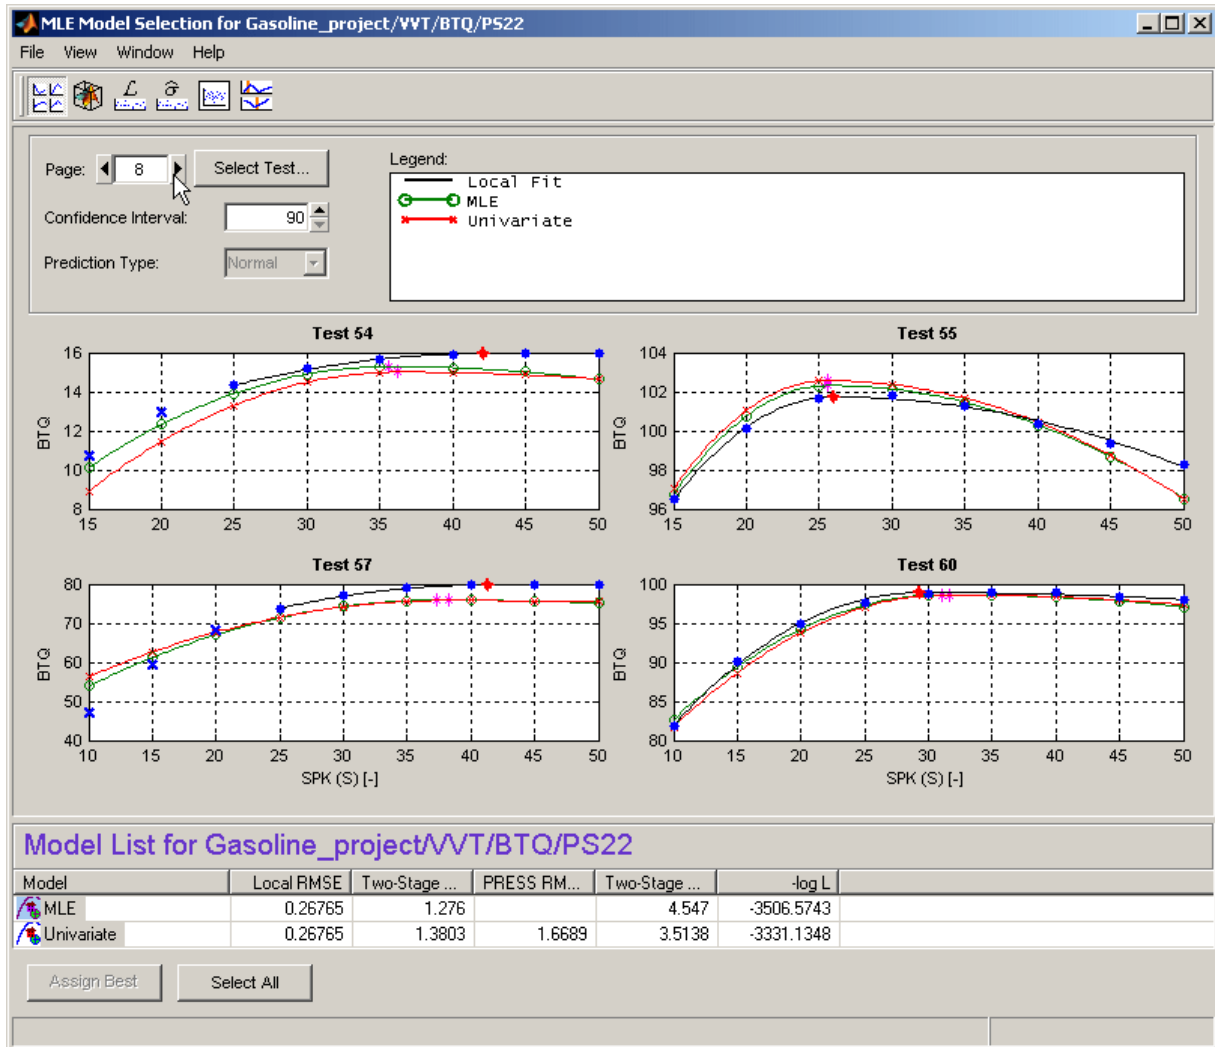 MLE Model Selection for Gasoline_project/VVT/BTQ/PS22
File View Window Help
Page: 8 Select Test...
Confidence Interval: 90
Prediction Type: Normal
Legend:
Local Fit
MLE
Univariate
Test 54
BTQ
16
14
12
10
8
15 20 25 30 35 40 45 50
Test 55
BTQ
104
102
100
98
96
15 20 25 30 35 40 45 50
Test 57
BTQ
80
70
60
50
40
10 15 20 25 30 35 40 45 50
SPK (S) [-]
Test 60
BTQ
100
95
90
85
80
10 15 20 25 30 35 40 45 50
SPK (S) [-]
Model List for Gasoline_project/VVT/BTQ/PS22
Model Local RMSE Two-Stage ... PRESS RM... Two-Stage ... -log L
MLE 0.26765 1.276 4.547 -3506.5743
Univariate 0.26765 1.3803 1.6689 3.5138 -3331.1348
Assign Best Select All